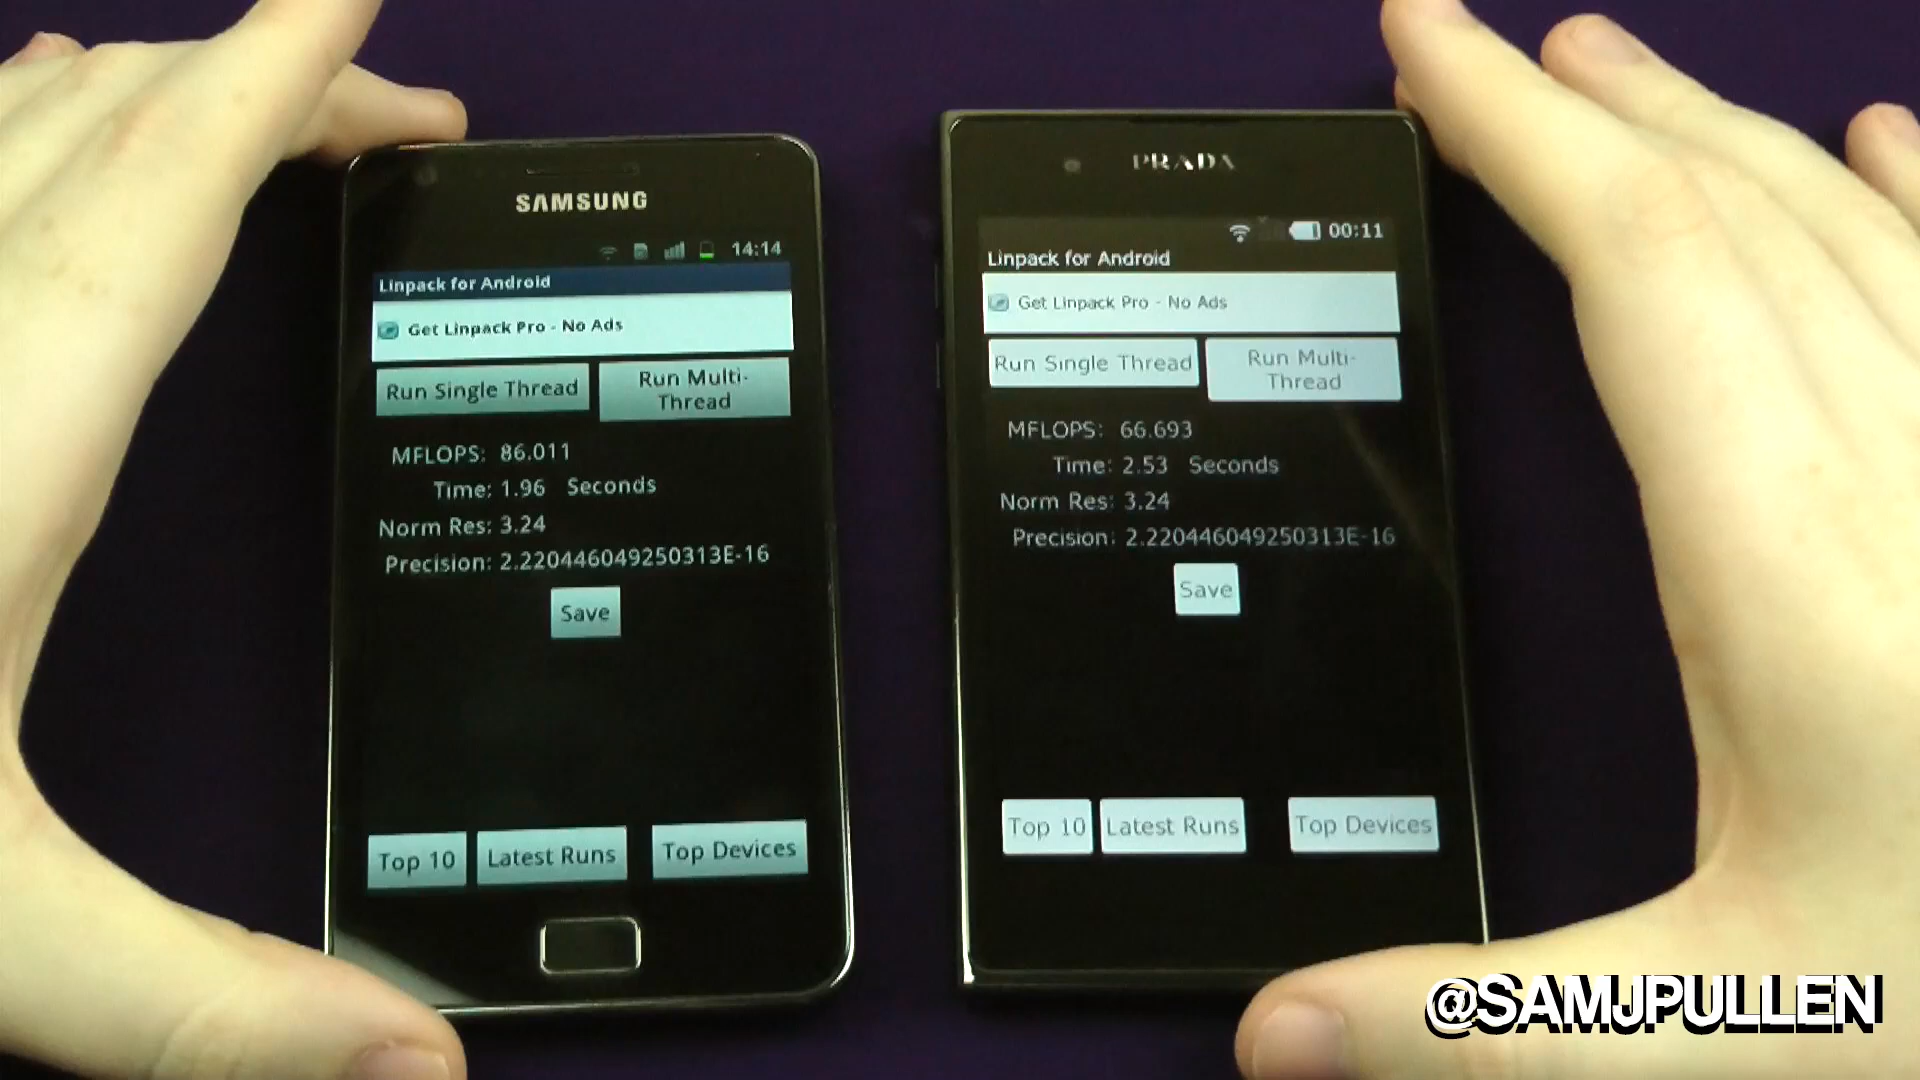 SAMSUNG
14:14
Linpack for Android
Get Linpack Pro - No Ads
Run Single Thread
Run Multi-
Thread
MFLOPS: 86.011
Time: 1.96 Seconds
Norm Res: 3.24
Precision: 2.220446049250313E-16
Save
Top 10
Latest Runs
Top Devices
PRADA
00:11
Linpack for Android
Get Linpack Pro - No Ads
Run Single Thread
Run Multi-
Thread
MFLOPS: 66.693
Time: 2.53 Seconds
Norm Res: 3.24
Precision: 2.220446049250313E-16
Save
Top 10
Latest Runs
Top Devices
@SAMJPULLEN